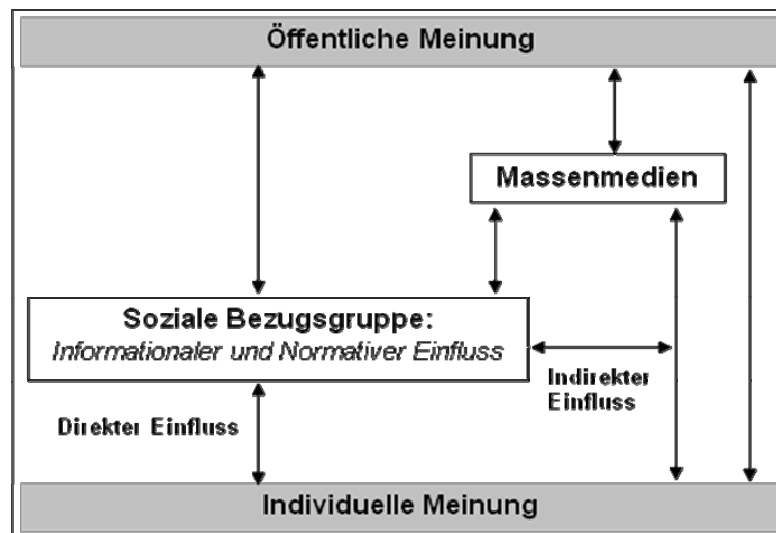 Öffentliche Meinung
Massenmedien
Soziale Bezugsgruppe:
Informationaler und Normativer Einfluss
Indirekter
Einfluss
Direkter Einfluss
Individuelle Meinung